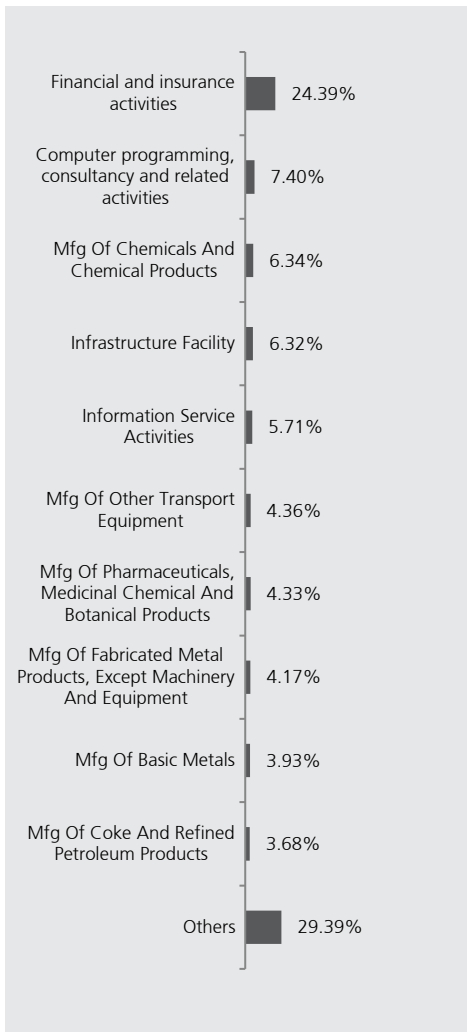 Financial and insurance
activities
24.39%
Computer programming,
consultancy and related
activities
7.40%
Mfg Of Chemicals And
Chemical Products
6.34%
Infrastructure Facility
6.32%
Information Service
Activities
5.71%
Mfg Of Other Transport
Equipment
4.36%
Mfg Of Pharmaceuticals,
Medicinal Chemical And
Botanical Products
4.33%
Mfg Of Fabricated Metal
Products, Except Machinery
And Equipment
4.17%
Mfg Of Basic Metals
3.93%
Mfg Of Coke And Refined
Petroleum Products
3.68%
Others
29.39%